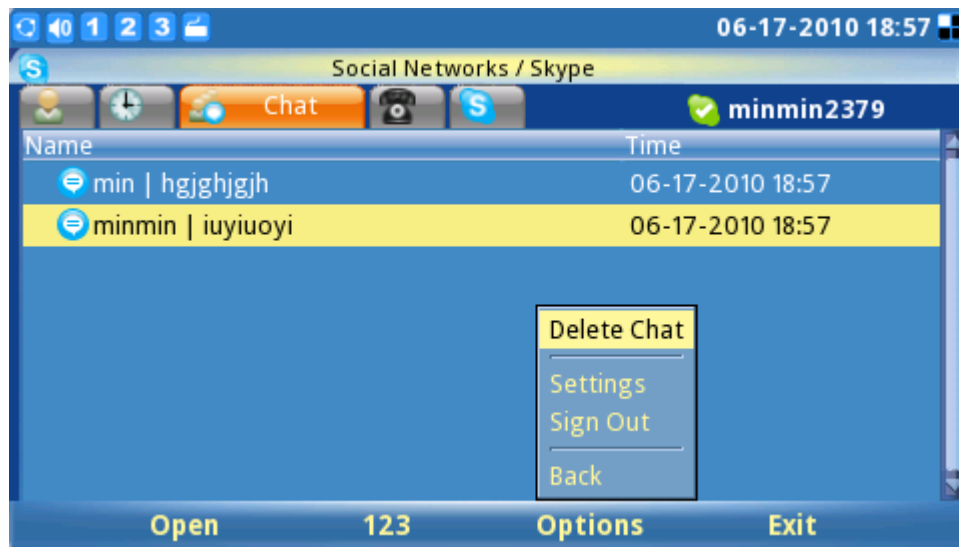 1 2 3 06-17-2010 18:57
S Social Networks / Skype
Chat S minmin2379
Name Time
min | hgjghjgjh 06-17-2010 18:57
minmin | iuyiuoyi 06-17-2010 18:57
Delete Chat
Settings
Sign Out
Back
Open 123 Options Exit